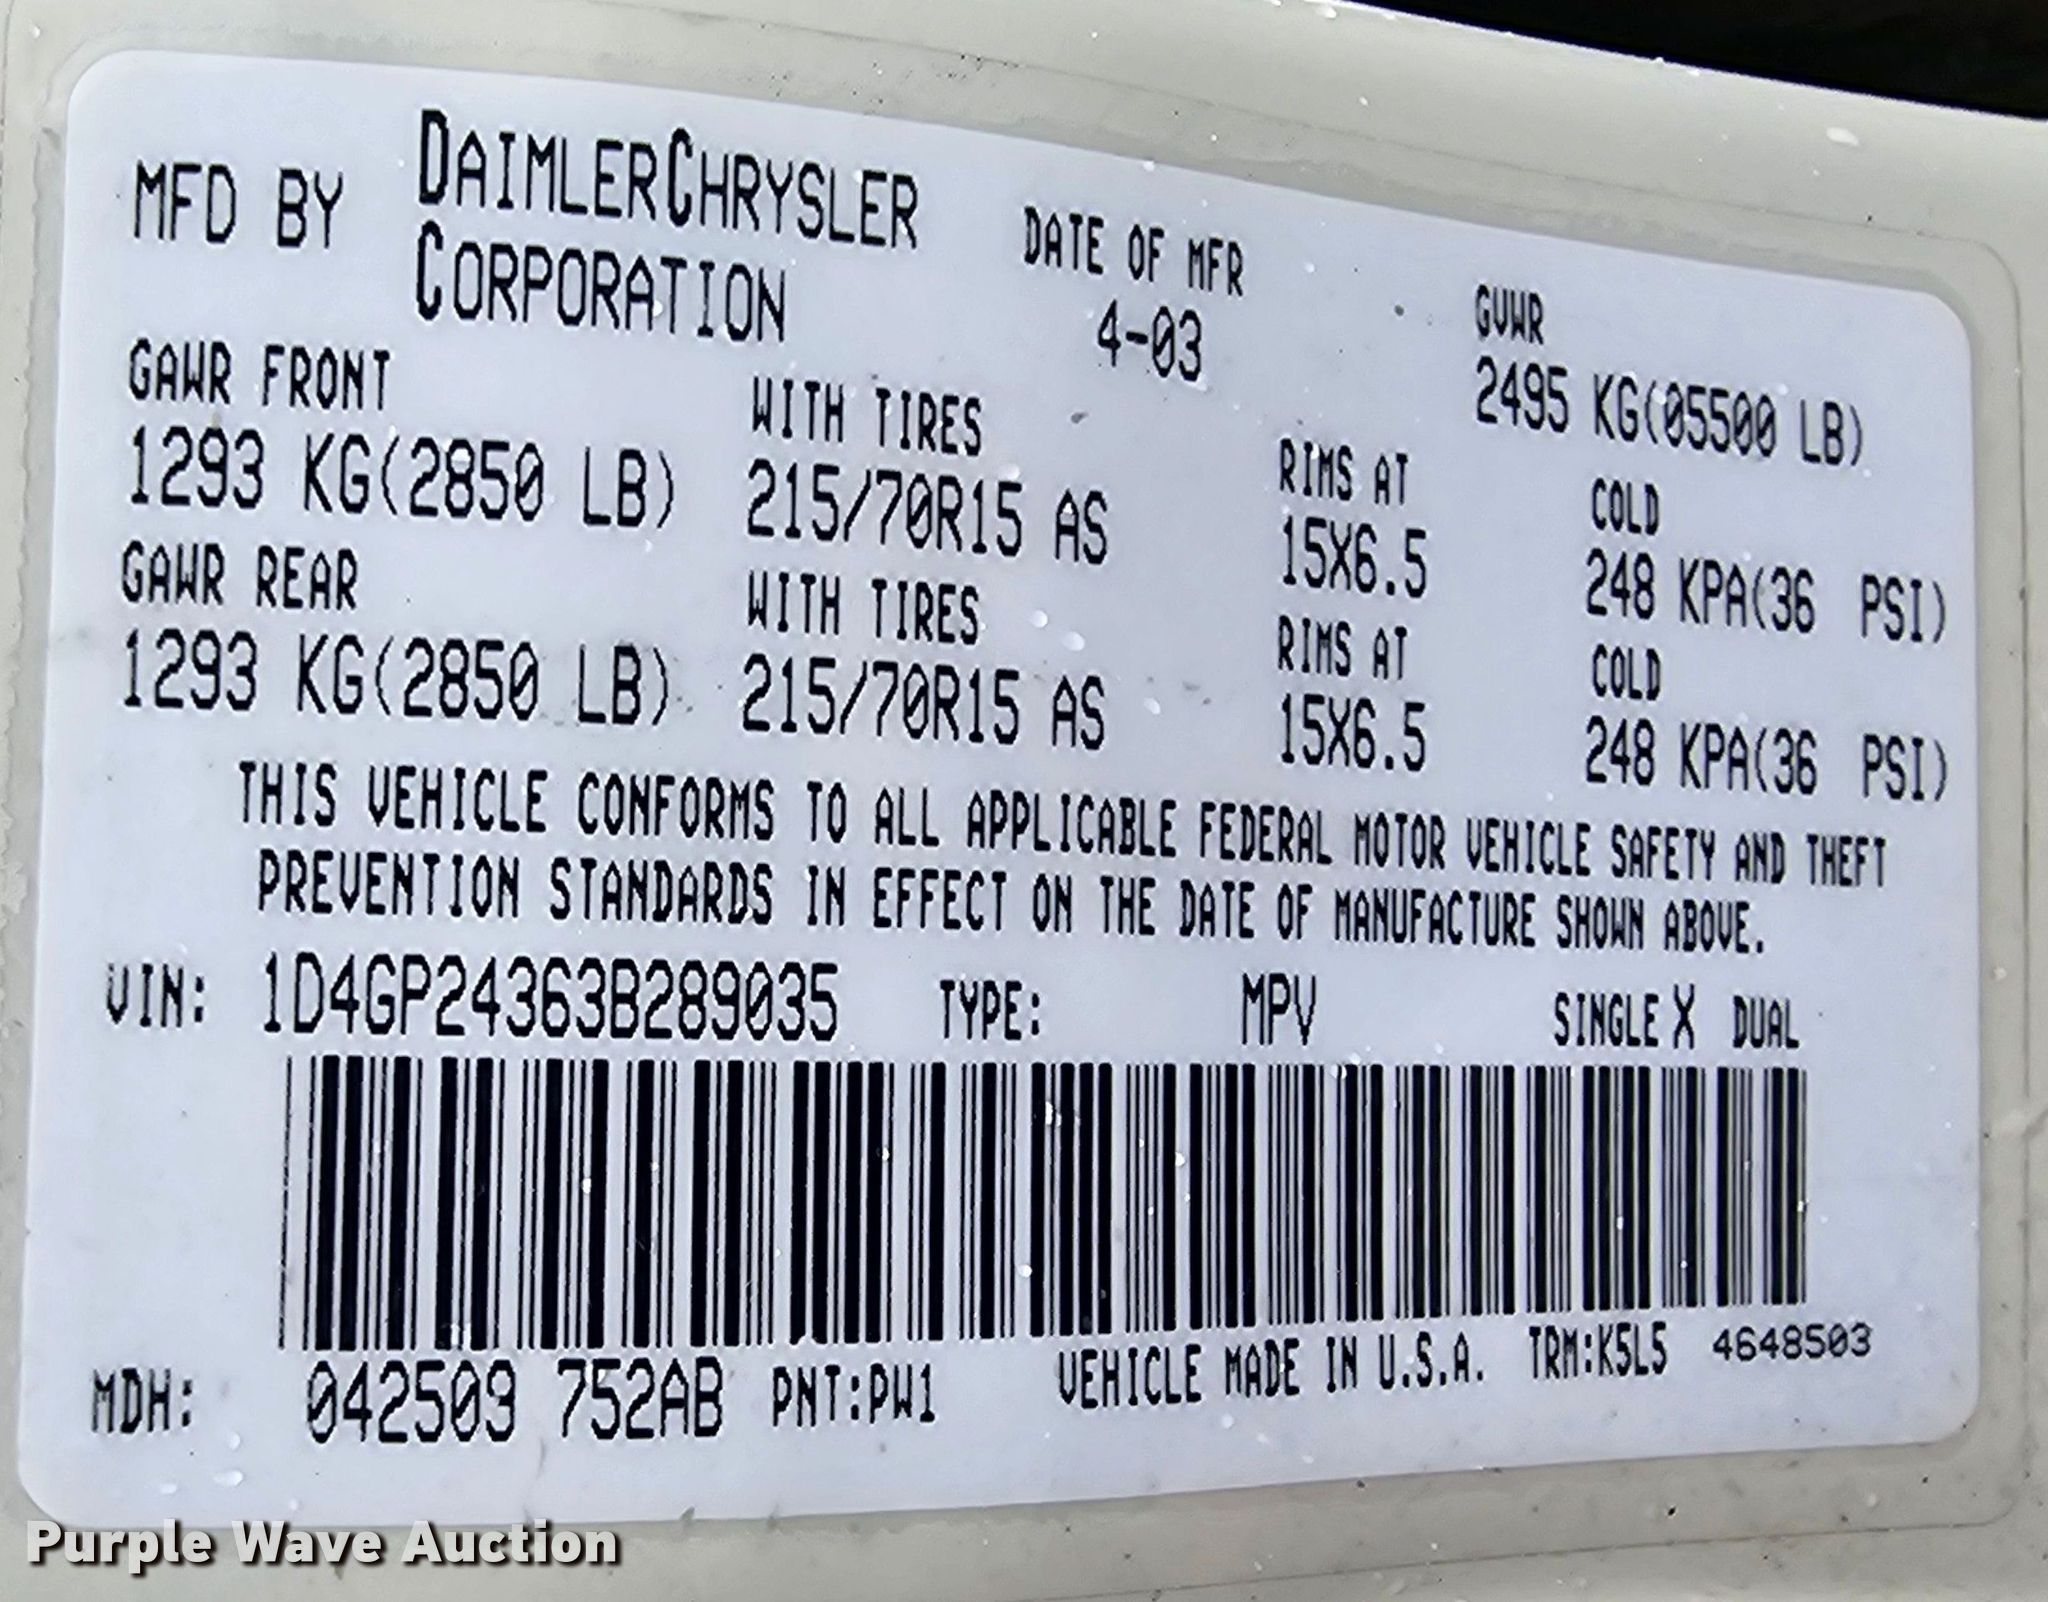 MFD BY DAIMLERCHRYSLER CORPORATION
DATE OF MFR
4-03
GVWR
2495 KG(05500 LB)
GAWR FRONT WITH TIRES RIMS AT COLD
1293 KG(2850 LB) 215/70R15 AS 15X6.5 248 KPA(36 PSI)
GAWR REAR WITH TIRES RIMS AT COLD
1293 KG(2850 LB) 215/70R15 AS 15X6.5 248 KPA(36 PSI)
THIS VEHICLE CONFORMS TO ALL APPLICABLE FEDERAL MOTOR VEHICLE SAFETY AND THEFT
PREVENTION STANDARDS IN EFFECT ON THE DATE OF MANUFACTURE SHOWN ABOVE.
VIN: 1D4GP24363B289035 TYPE: MPV SINGLE X DUAL
MDH: 042509 752AB PNT:PW1 VEHICLE MADE IN U.S.A. TRM:K5L5 4648503
Purple Wave Auction